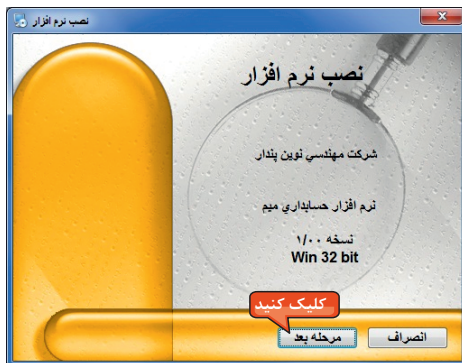 نصب نرم افزار
نصب نرم افزار
شرکت مهندسي نوين پندار
نرم افزار حسابداري ميم
نسخه ۱/۰۰
Win 32 bit
کلیک کنید
مرحله بعد
انصراف